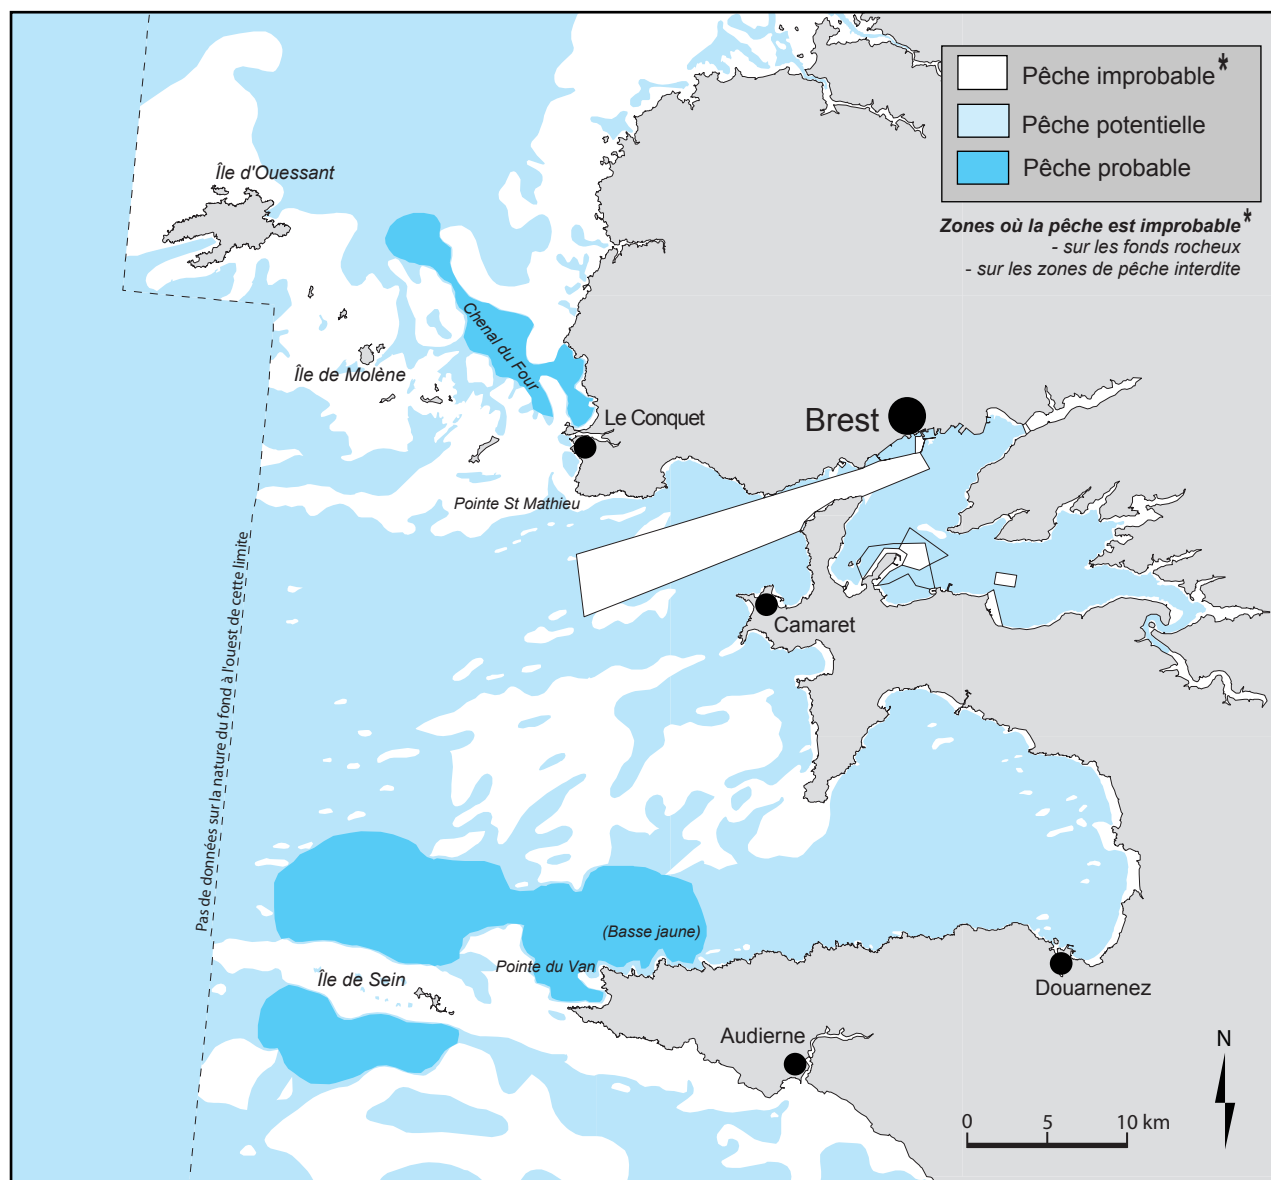 Pêche improbable*
Pêche potentielle
Pêche probable
Zones où la pêche est improbable*
- sur les fonds rocheux
- sur les zones de pêche interdite
Île d'Ouessant
Chenal du Four
Île de Molène
Le Conquet
Brest
Pointe St Mathieu
Camaret
Pas de données sur la nature du fond à l'ouest de cette limite
(Basse jaune)
Pointe du Van
Île de Sein
Douarnenez
Audierne
N
0 5 10 km